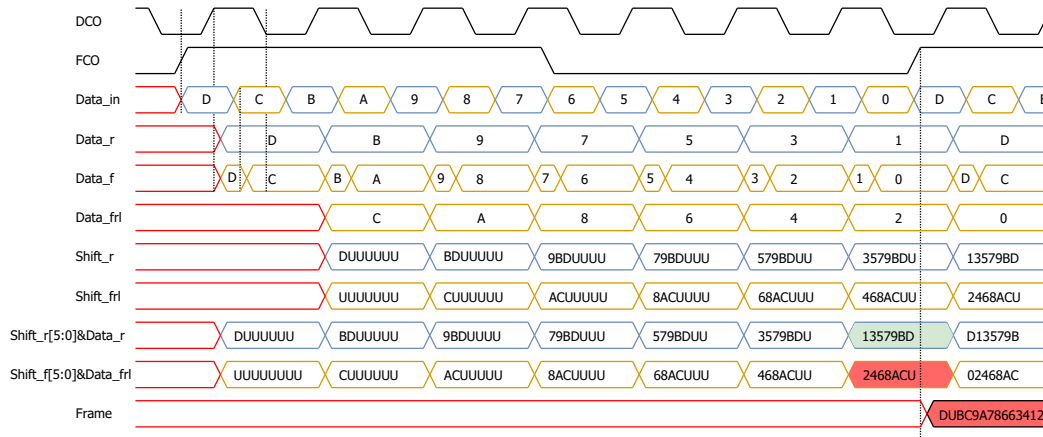 DCO
FCO
Data_in D C B A 9 8 7 6 5 4 3 2 1 0 D C
Data_r D B 9 7 5 3 1 D
Data_f D C B A 9 8 7 6 5 4 3 2 1 0 D C
Data_frl C A 8 6 4 2 0
Shift_r DUUUUUU BDUUUUU 9BDUUUU 79BDUUU 579BDUU 3579BDU 13579BD
Shift_frl UUUUUUU CUUUUUU ACUUUUU 8ACUUUU 68ACUUU 468ACUU 2468ACU
Shift_r[5:0]&Data_r DUUUUUU BDUUUUU 9BDUUUU 79BDUUU 579BDUU 3579BDU 13579BD D13579B
Shift_f[5:0]&Data_frl UUUUUUUU CUUUUUU ACUUUUU 8ACUUUU 68ACUUU 468ACUU 2468ACU 02468AC
Frame DUBC9A78663412